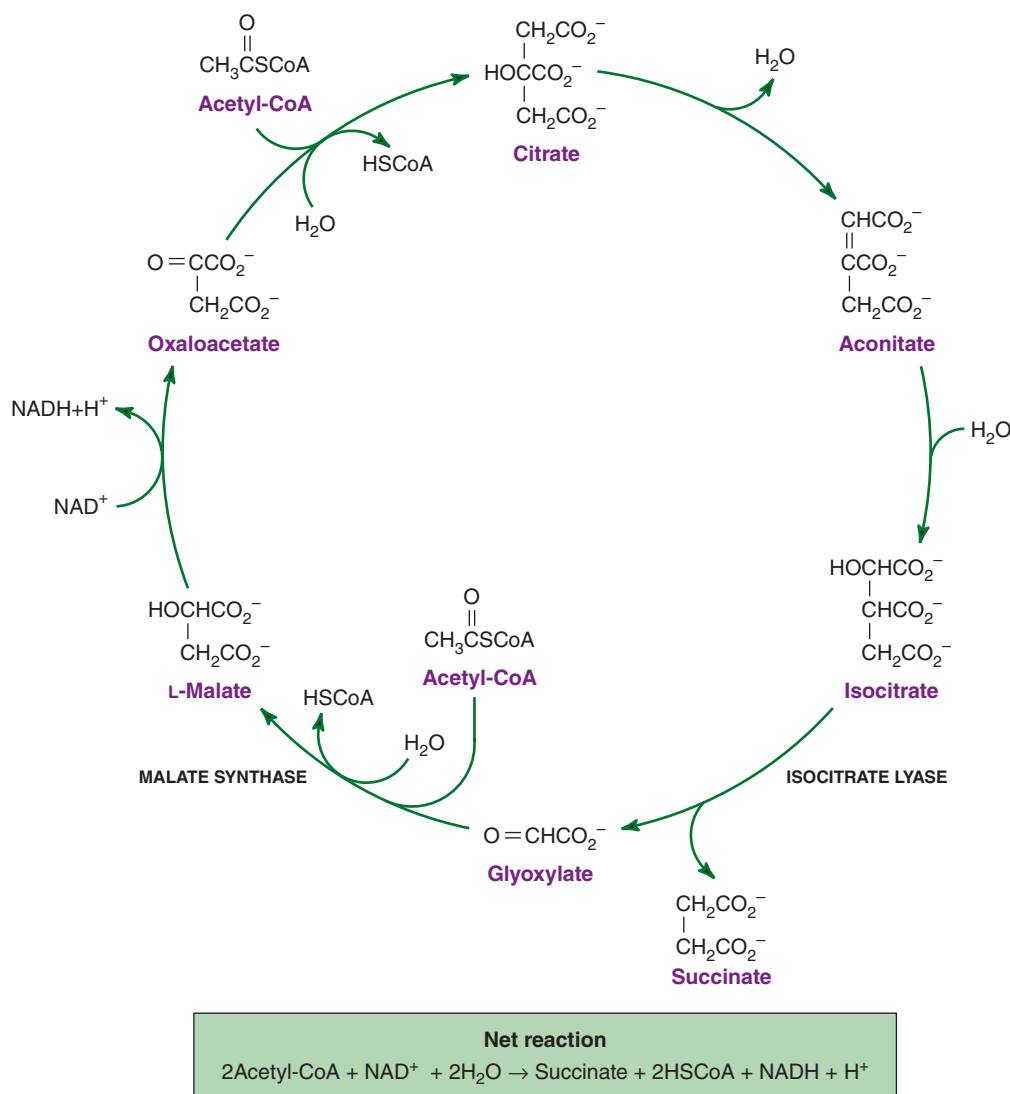 O
||
CH₃CSCoA
Acetyl-CoA
CH₂CO₂⁻
HOCCO₂⁻
CH₂CO₂⁻
Citrate
H₂O
HSCoA
H₂O
CHCO₂⁻
||
CCO₂⁻
CH₂CO₂⁻
Aconitate
H₂O
HOCHCO₂⁻
CHCO₂⁻
CH₂CO₂⁻
Isocitrate
ISOCITRATE LYASE
CH₂CO₂⁻
CH₂CO₂⁻
Succinate
O=CHCO₂⁻
Glyoxylate
O
||
CH₃CSCoA
Acetyl-CoA
H₂O
HSCoA
MALATE SYNTHASE
HOCHCO₂⁻
CH₂CO₂⁻
L-Malate
NAD⁺
NADH+H⁺
O=CCO₂⁻
CH₂CO₂⁻
Oxaloacetate
Net reaction
2Acetyl-CoA + NAD⁺ + 2H₂O → Succinate + 2HSCoA + NADH + H⁺